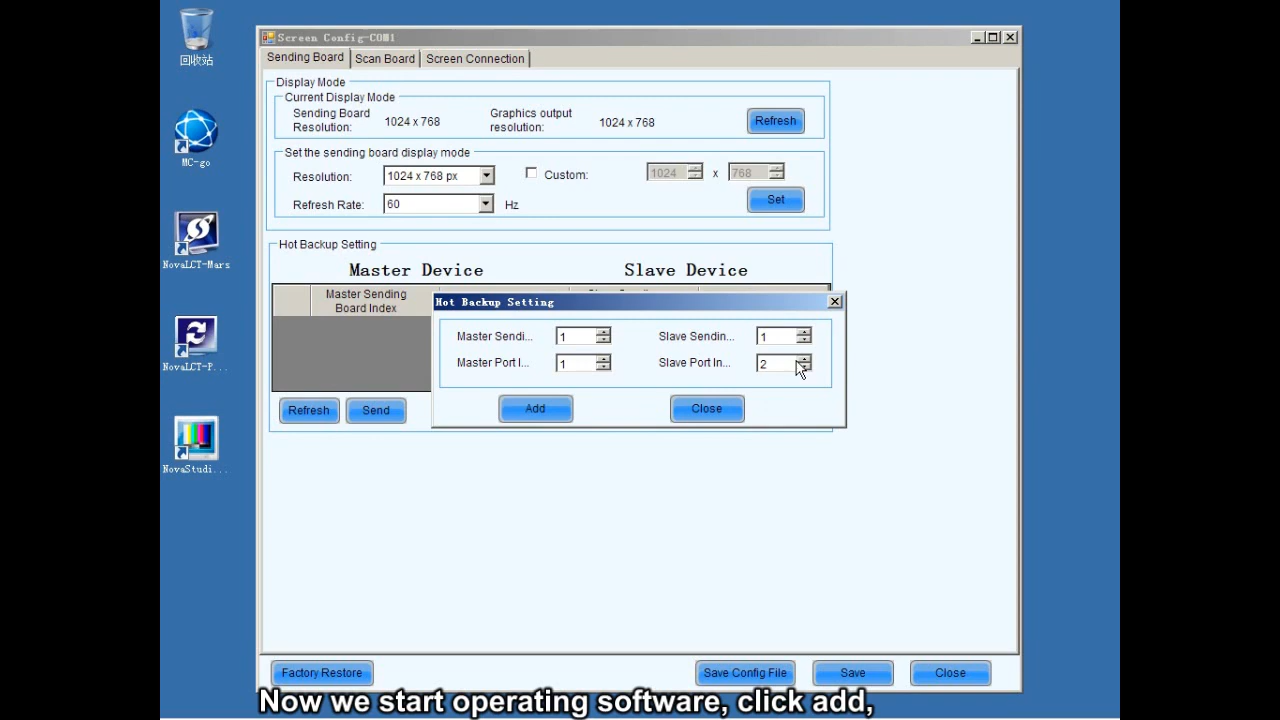 回收站
MC-go
NovaLCT-Mars
NovaLCT-P...
NovaStudi...
Screen Config-COM1
Sending Board
Scan Board
Screen Connection
Display Mode
Current Display Mode
Sending Board Resolution:
1024 x 768
Graphics output resolution:
1024 x 768
Refresh
Set the sending board display mode
Resolution:
1024 x 768 px
Custom:
1024
x
768
Refresh Rate:
60
Hz
Set
Hot Backup Setting
Master Device
Slave Device
Master Sending Board Index
Hot Backup Setting
Master Sendi...
1
Slave Sendin...
1
Master Port I...
1
Slave Port In...
2
Add
Close
Refresh
Send
Factory Restore
Save Config File
Save
Close
Now we start operating software, click add,